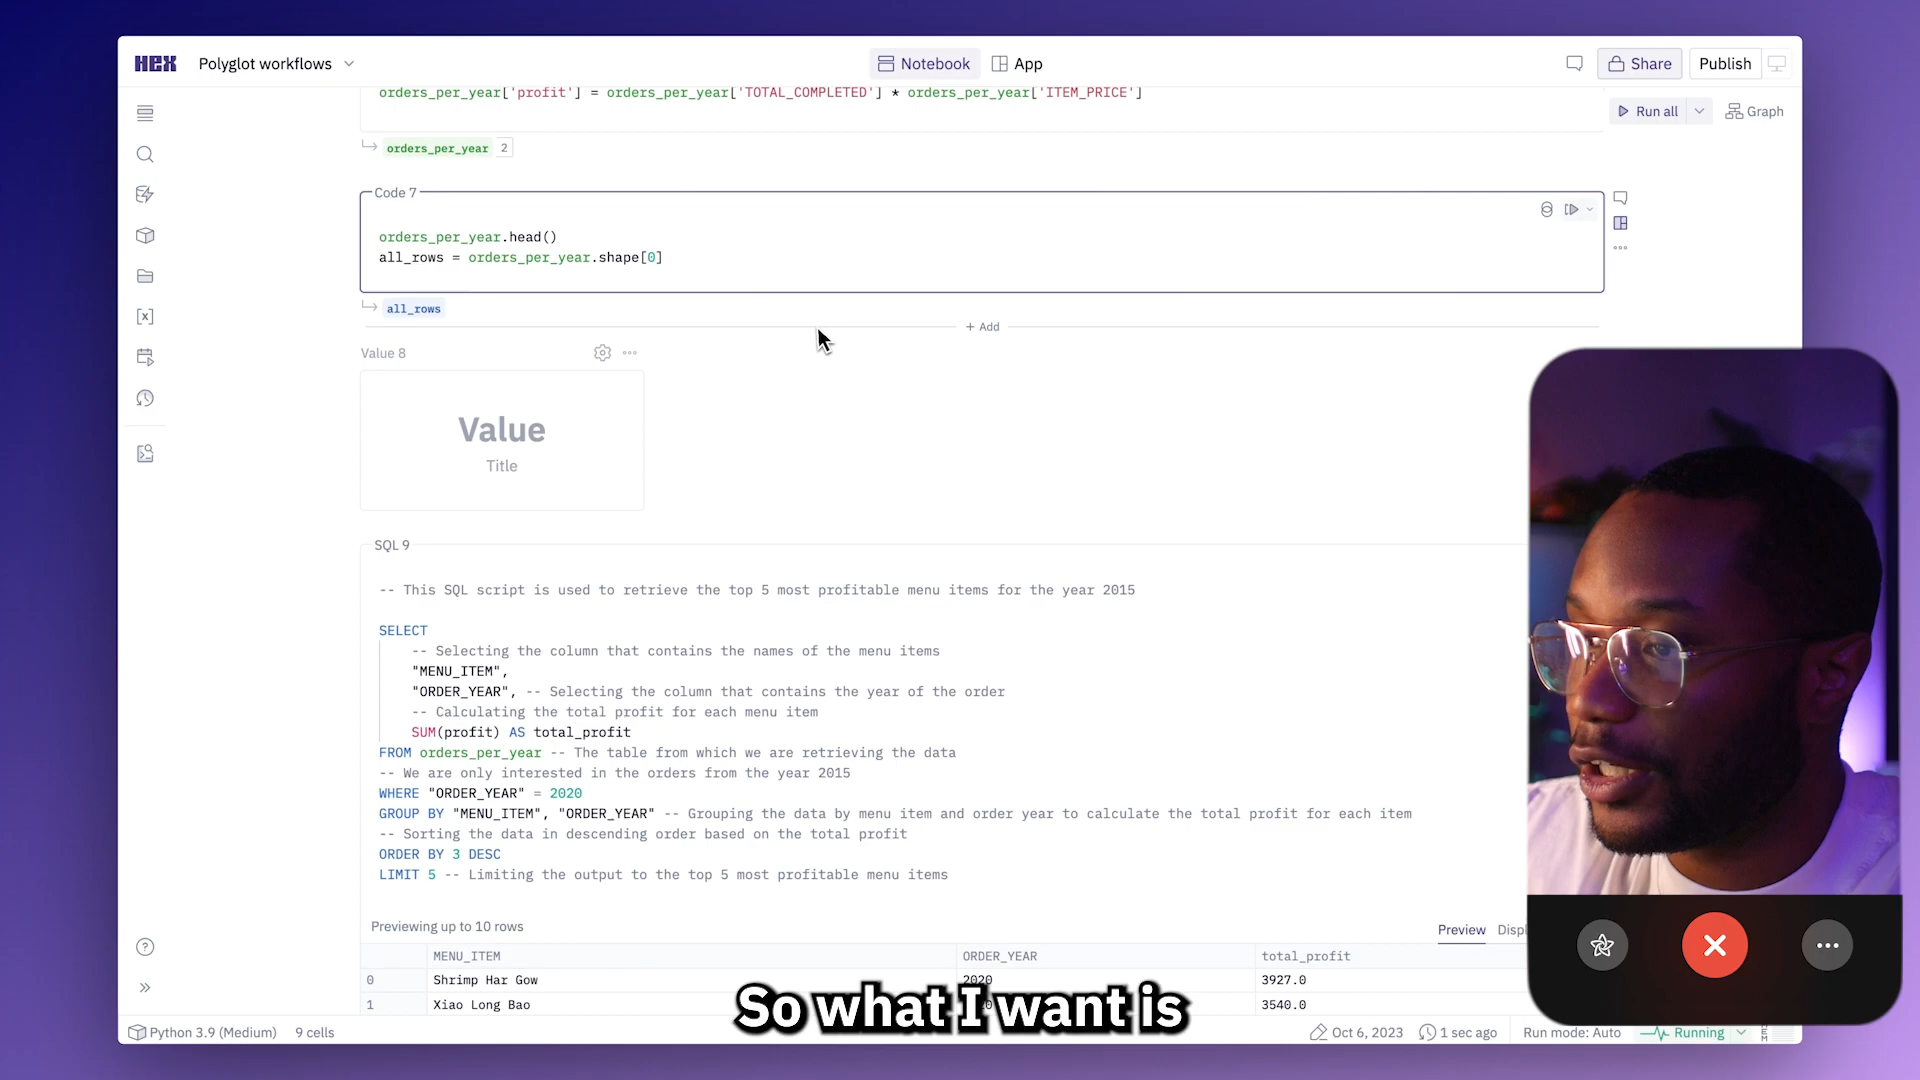 HEX Polyglot workflows
Notebook App
Share Publish
orders_per_year['profit'] = orders_per_year['TOTAL_COMPLETED'] * orders_per_year['ITEM_PRICE']
Run all Graph
orders_per_year 2
Code 7
orders_per_year.head()
all_rows = orders_per_year.shape[0]
all_rows
+ Add
Value 8
Value
Title
SQL 9
-- This SQL script is used to retrieve the top 5 most profitable menu items for the year 2015
SELECT
-- Selecting the column that contains the names of the menu items
"MENU_ITEM",
"ORDER_YEAR", -- Selecting the column that contains the year of the order
-- Calculating the total profit for each menu item
SUM(profit) AS total_profit
FROM orders_per_year -- The table from which we are retrieving the data
-- We are only interested in the orders from the year 2015
WHERE "ORDER_YEAR" = 2020
GROUP BY "MENU_ITEM", "ORDER_YEAR" -- Grouping the data by menu item and order year to calculate the total profit for each item
-- Sorting the data in descending order based on the total profit
ORDER BY 3 DESC
LIMIT 5 -- Limiting the output to the top 5 most profitable menu items
Previewing up to 10 rows
Preview Displ
MENU_ITEM ORDER_YEAR total_profit
0 Shrimp Har Gow 2020 3927.0
1 Xiao Long Bao 3540.0
So what I want is
Python 3.9 (Medium) 9 cells Oct 6, 2023 1 sec ago Run mode: Auto Running